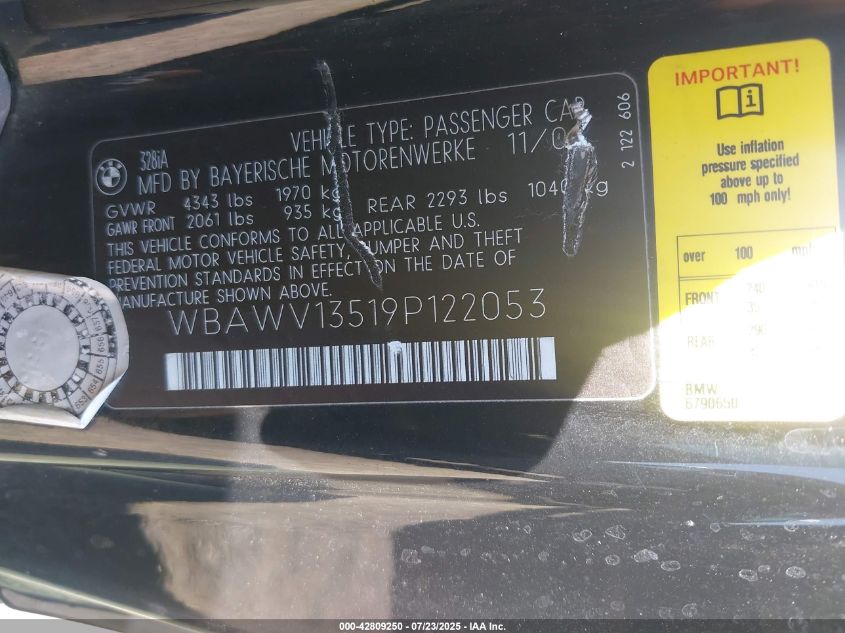 328iA
VEHICLE TYPE: PASSENGER CAR
MFD BY BAYERISCHE MOTORENWERKE 11/0
GVWR 4343 lbs 1970 kg
GAWR FRONT 2061 lbs 935 kg REAR 2293 lbs 1040 kg
THIS VEHICLE CONFORMS TO ALL APPLICABLE U.S.
FEDERAL MOTOR VEHICLE SAFETY, BUMPER AND THEFT
PREVENTION STANDARDS IN EFFECT ON THE DATE OF
MANUFACTURE SHOWN ABOVE.
WBAWV13519P122053
2 122 606
IMPORTANT!
i
Use inflation
pressure specified
above up to
100 mph only!
over 100
FRONT
REAR
BMW
6790650
000-42809250 - 07/23/2025 - IAA Inc.